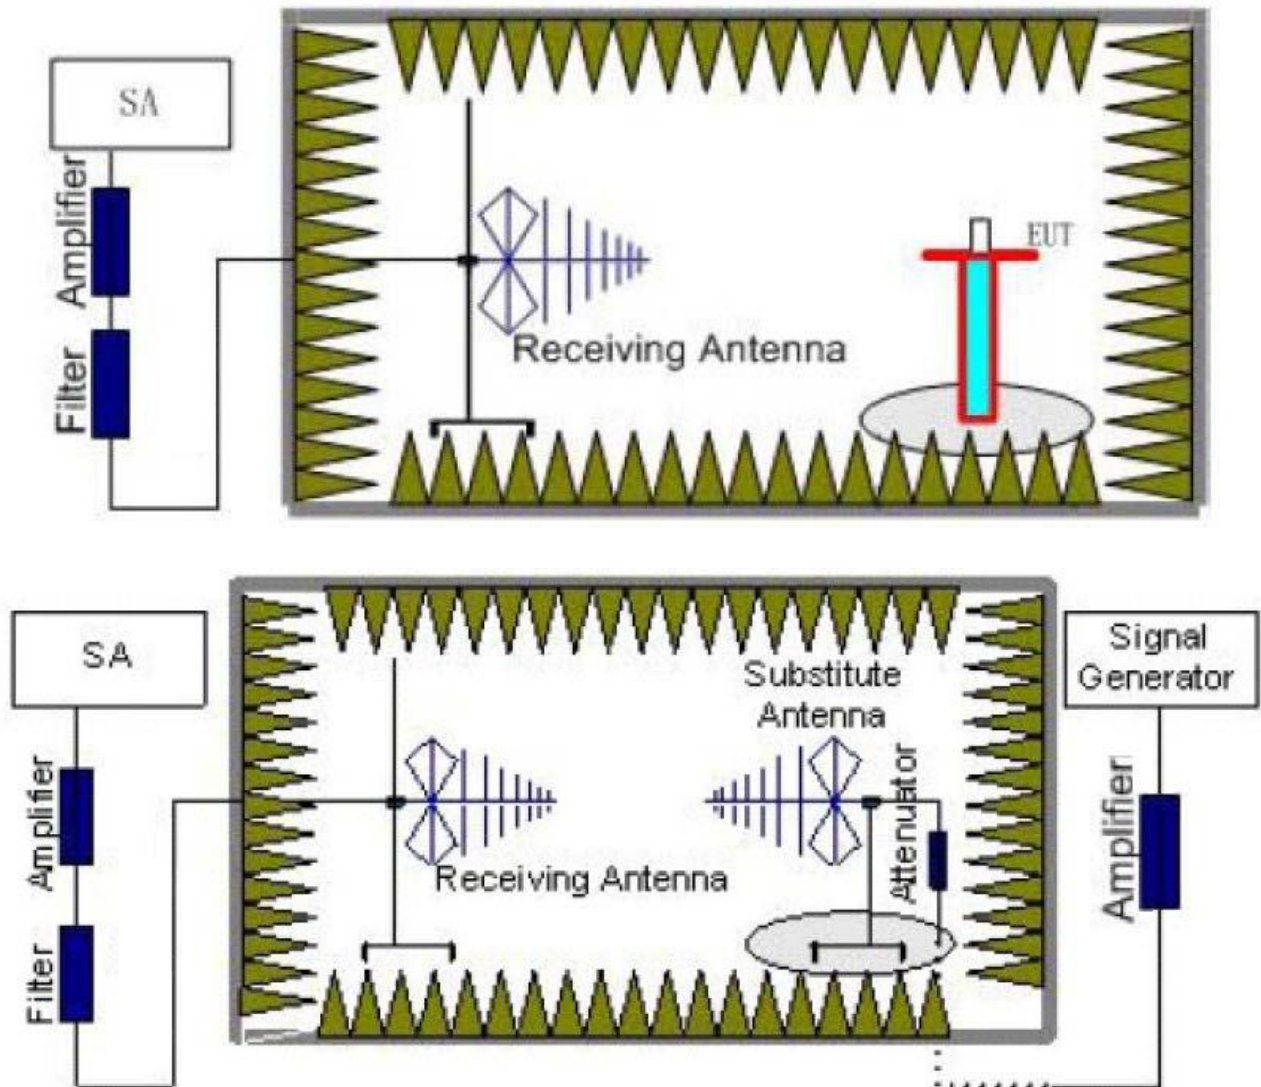 SA
Amplifier
Filter
EUT
Receiving Antenna
SA
Amplifier
Filter
Receiving Antenna
Substitute
Antenna
Attenuator
Signal
Generator
Amplifier